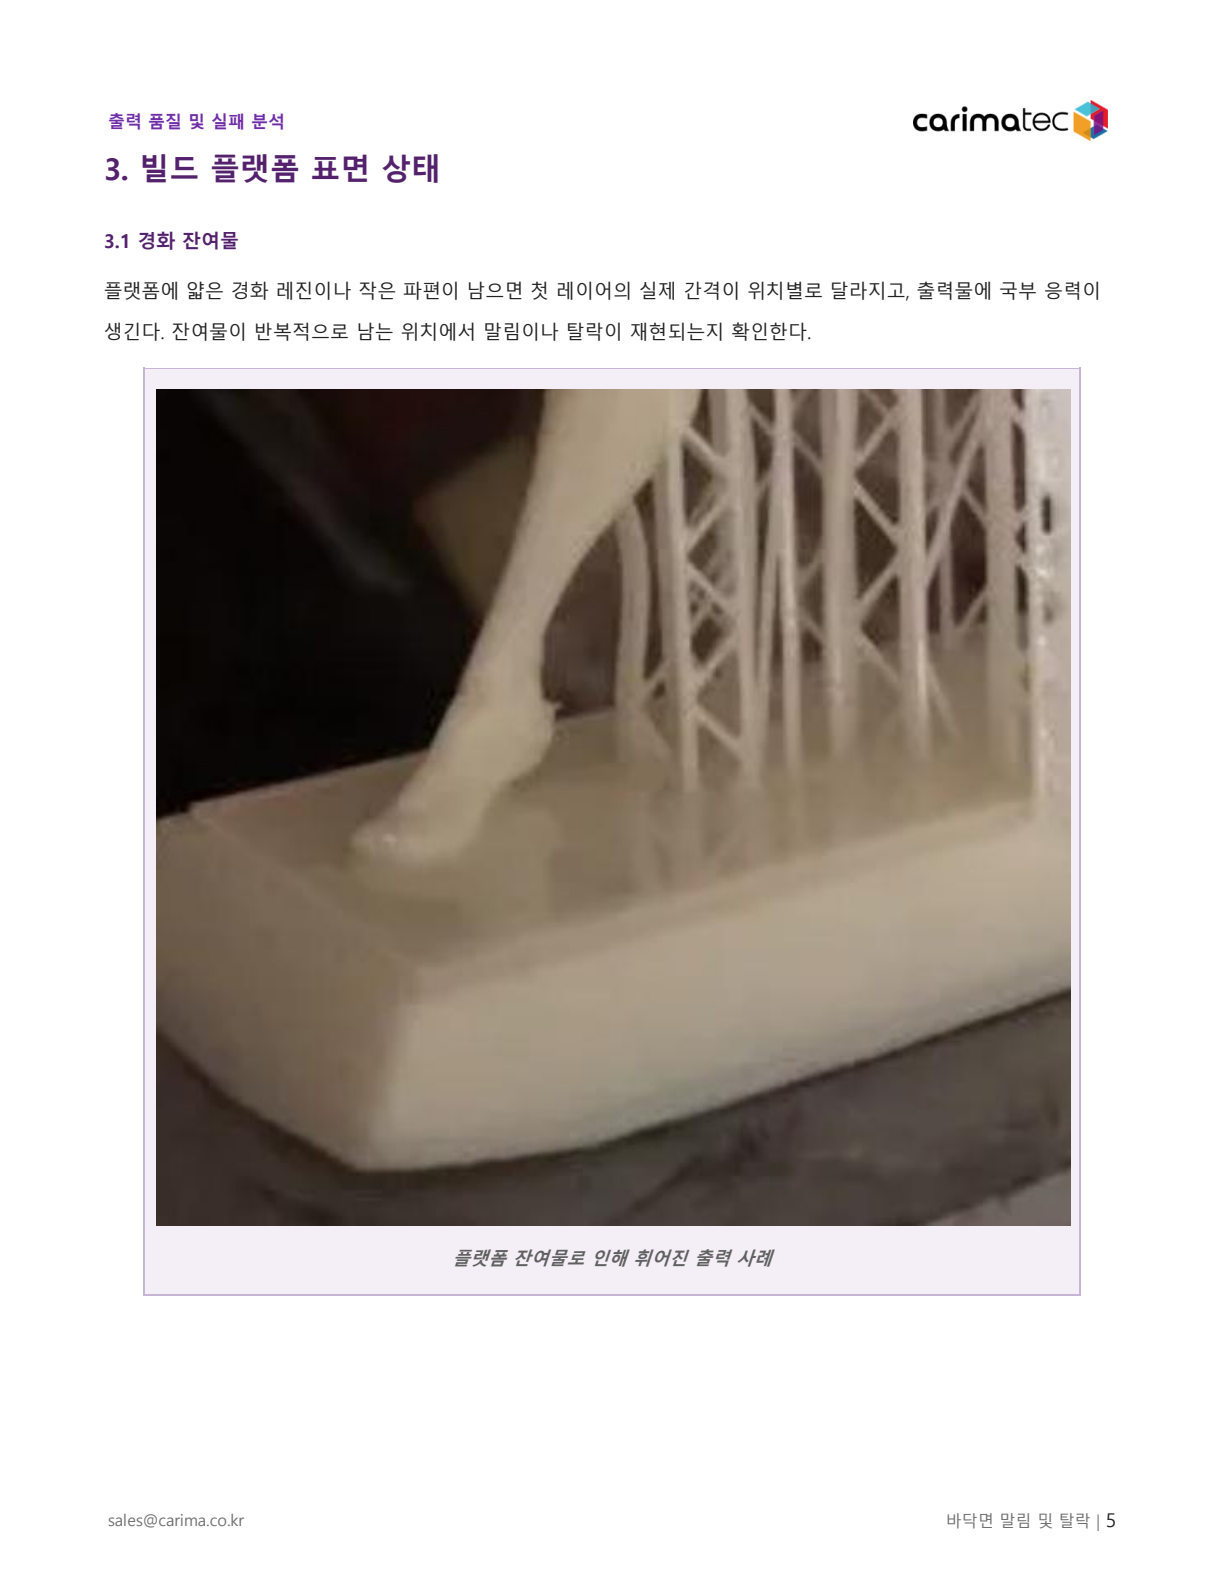 출력 품질 및 실패 분석
carimatec
3. 빌드 플랫폼 표면 상태
3.1 경화 잔여물
플랫폼에 얇은 경화 레진이나 작은 파편이 남으면 첫 레이어의 실제 간격이 위치별로 달라지고, 출력물에 국부 응력이
생긴다. 잔여물이 반복적으로 남는 위치에서 말림이나 탈락이 재현되는지 확인한다.
플랫폼 잔여물로 인해 휘어진 출력 사례
sales@carima.co.kr
바닥면 말림 및 탈락 | 5